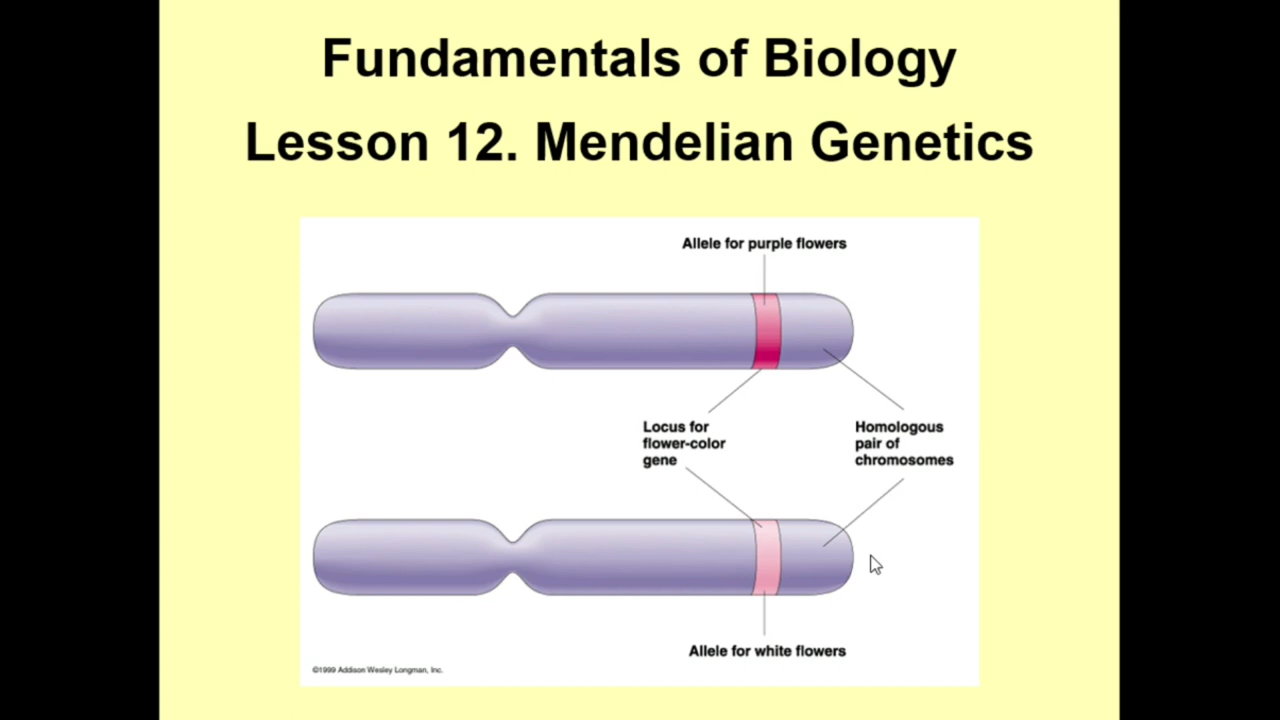 Fundamentals of Biology
Lesson 12. Mendelian Genetics
Allele for purple flowers
Locus for
flower-color
gene
Homologous
pair of
chromosomes
Allele for white flowers
©1999 Addison Wesley Longman, Inc.